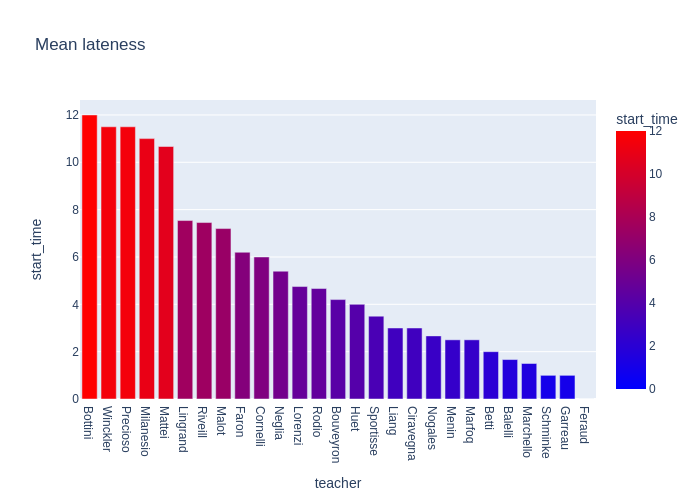 Mean lateness
start_time
12
10
8
6
4
2
0
Bottini
Winckler
Precioso
Milanesio
Mattei
Lingrand
Riveill
Malot
Faron
Cornelli
Neglia
Lorenzi
Rodio
Bouveyron
Huet
Sportisse
Liang
Ciravegna
Nogales
Menin
Marfoq
Betti
Balelli
Marchello
Schminke
Garreau
Feraud
teacher
start_time
12
10
8
6
4
2
0